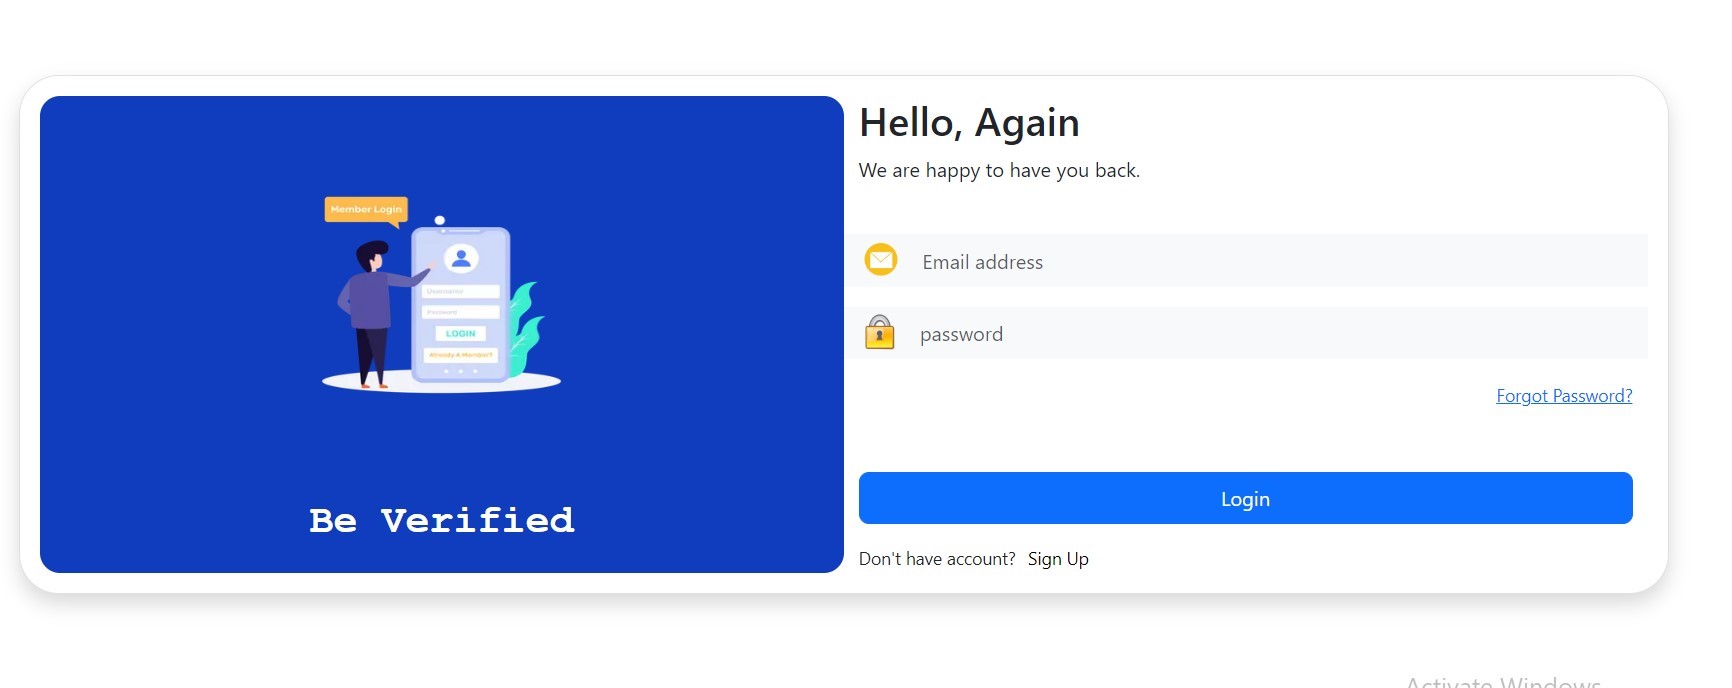 Member Login
Username
Password
LOGIN
Already A Member?
Be Verified
Hello, Again
We are happy to have you back.
Email address
password
Forgot Password?
Login
Don't have account? Sign Up
Activate Windows